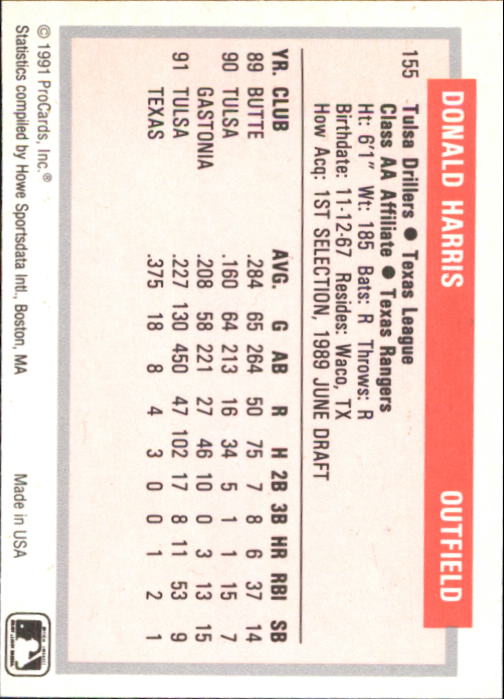 DONALD HARRIS OUTFIELD
155 Tulsa Drillers ● Texas League
Class AA Affiliate ● Texas Rangers
Ht: 6'1" Wt: 185 Bats: R Throws: R
Birthdate: 11-12-67 Resides: Waco, TX
How Acq: 1ST SELECTION, 1989 JUNE DRAFT
YR. CLUB AVG. G AB R H 2B 3B HR RBI SB
89 BUTTE .284 65 264 50 75 7 8 6 37 14
90 TULSA .160 64 213 16 34 5 1 1 15 7
GASTONIA .208 58 221 27 46 10 0 3 13 15
91 TULSA .227 130 450 47 102 17 8 11 53 9
TEXAS .375 18 8 4 3 0 0 1 2 1
© 1991 ProCards, Inc.® Made in USA
Statistics compiled by Howe Sportsdata Intl., Boston, MA